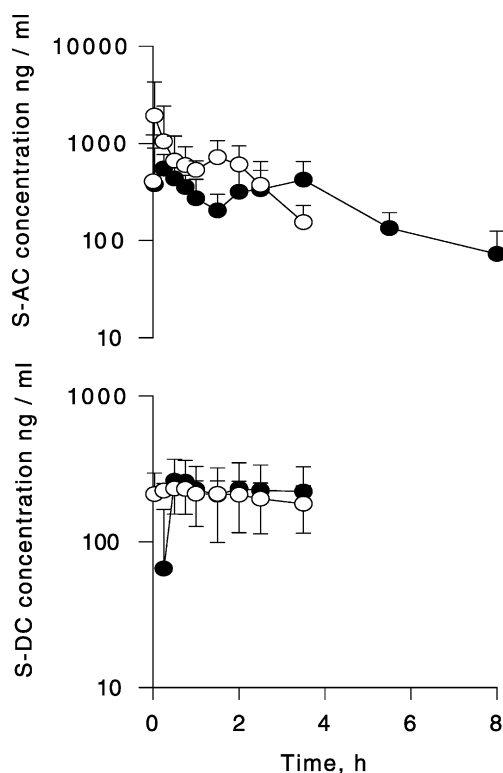 S-AC concentration ng / ml
10000
1000
100
10
S-DC concentration ng / ml
1000
100
10
0 2 4 6 8
Time, h